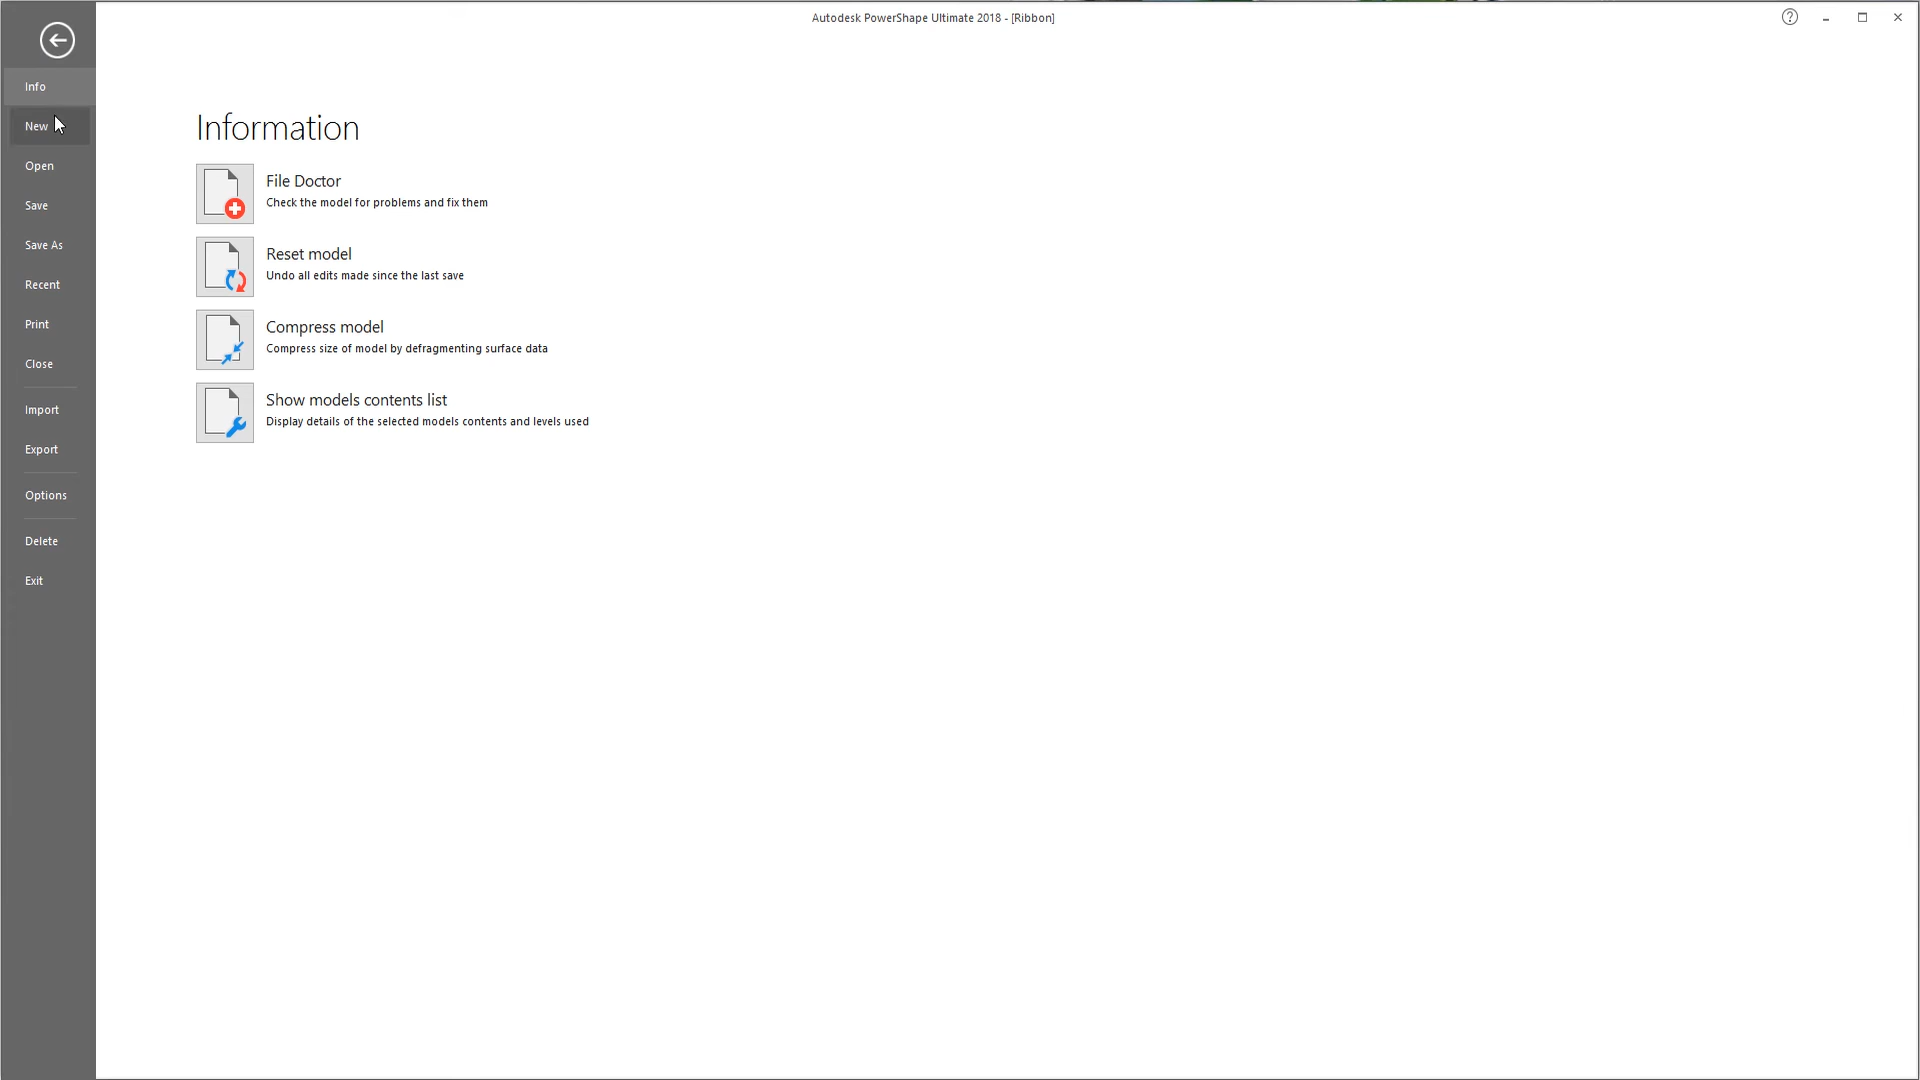 Autodesk PowerShape Ultimate 2018 - [Ribbon]
Info
New
Open
Save
Save As
Recent
Print
Close
Import
Export
Options
Delete
Exit
Information
File Doctor
Check the model for problems and fix them
Reset model
Undo all edits made since the last save
Compress model
Compress size of model by defragmenting surface data
Show models contents list
Display details of the selected models contents and levels used